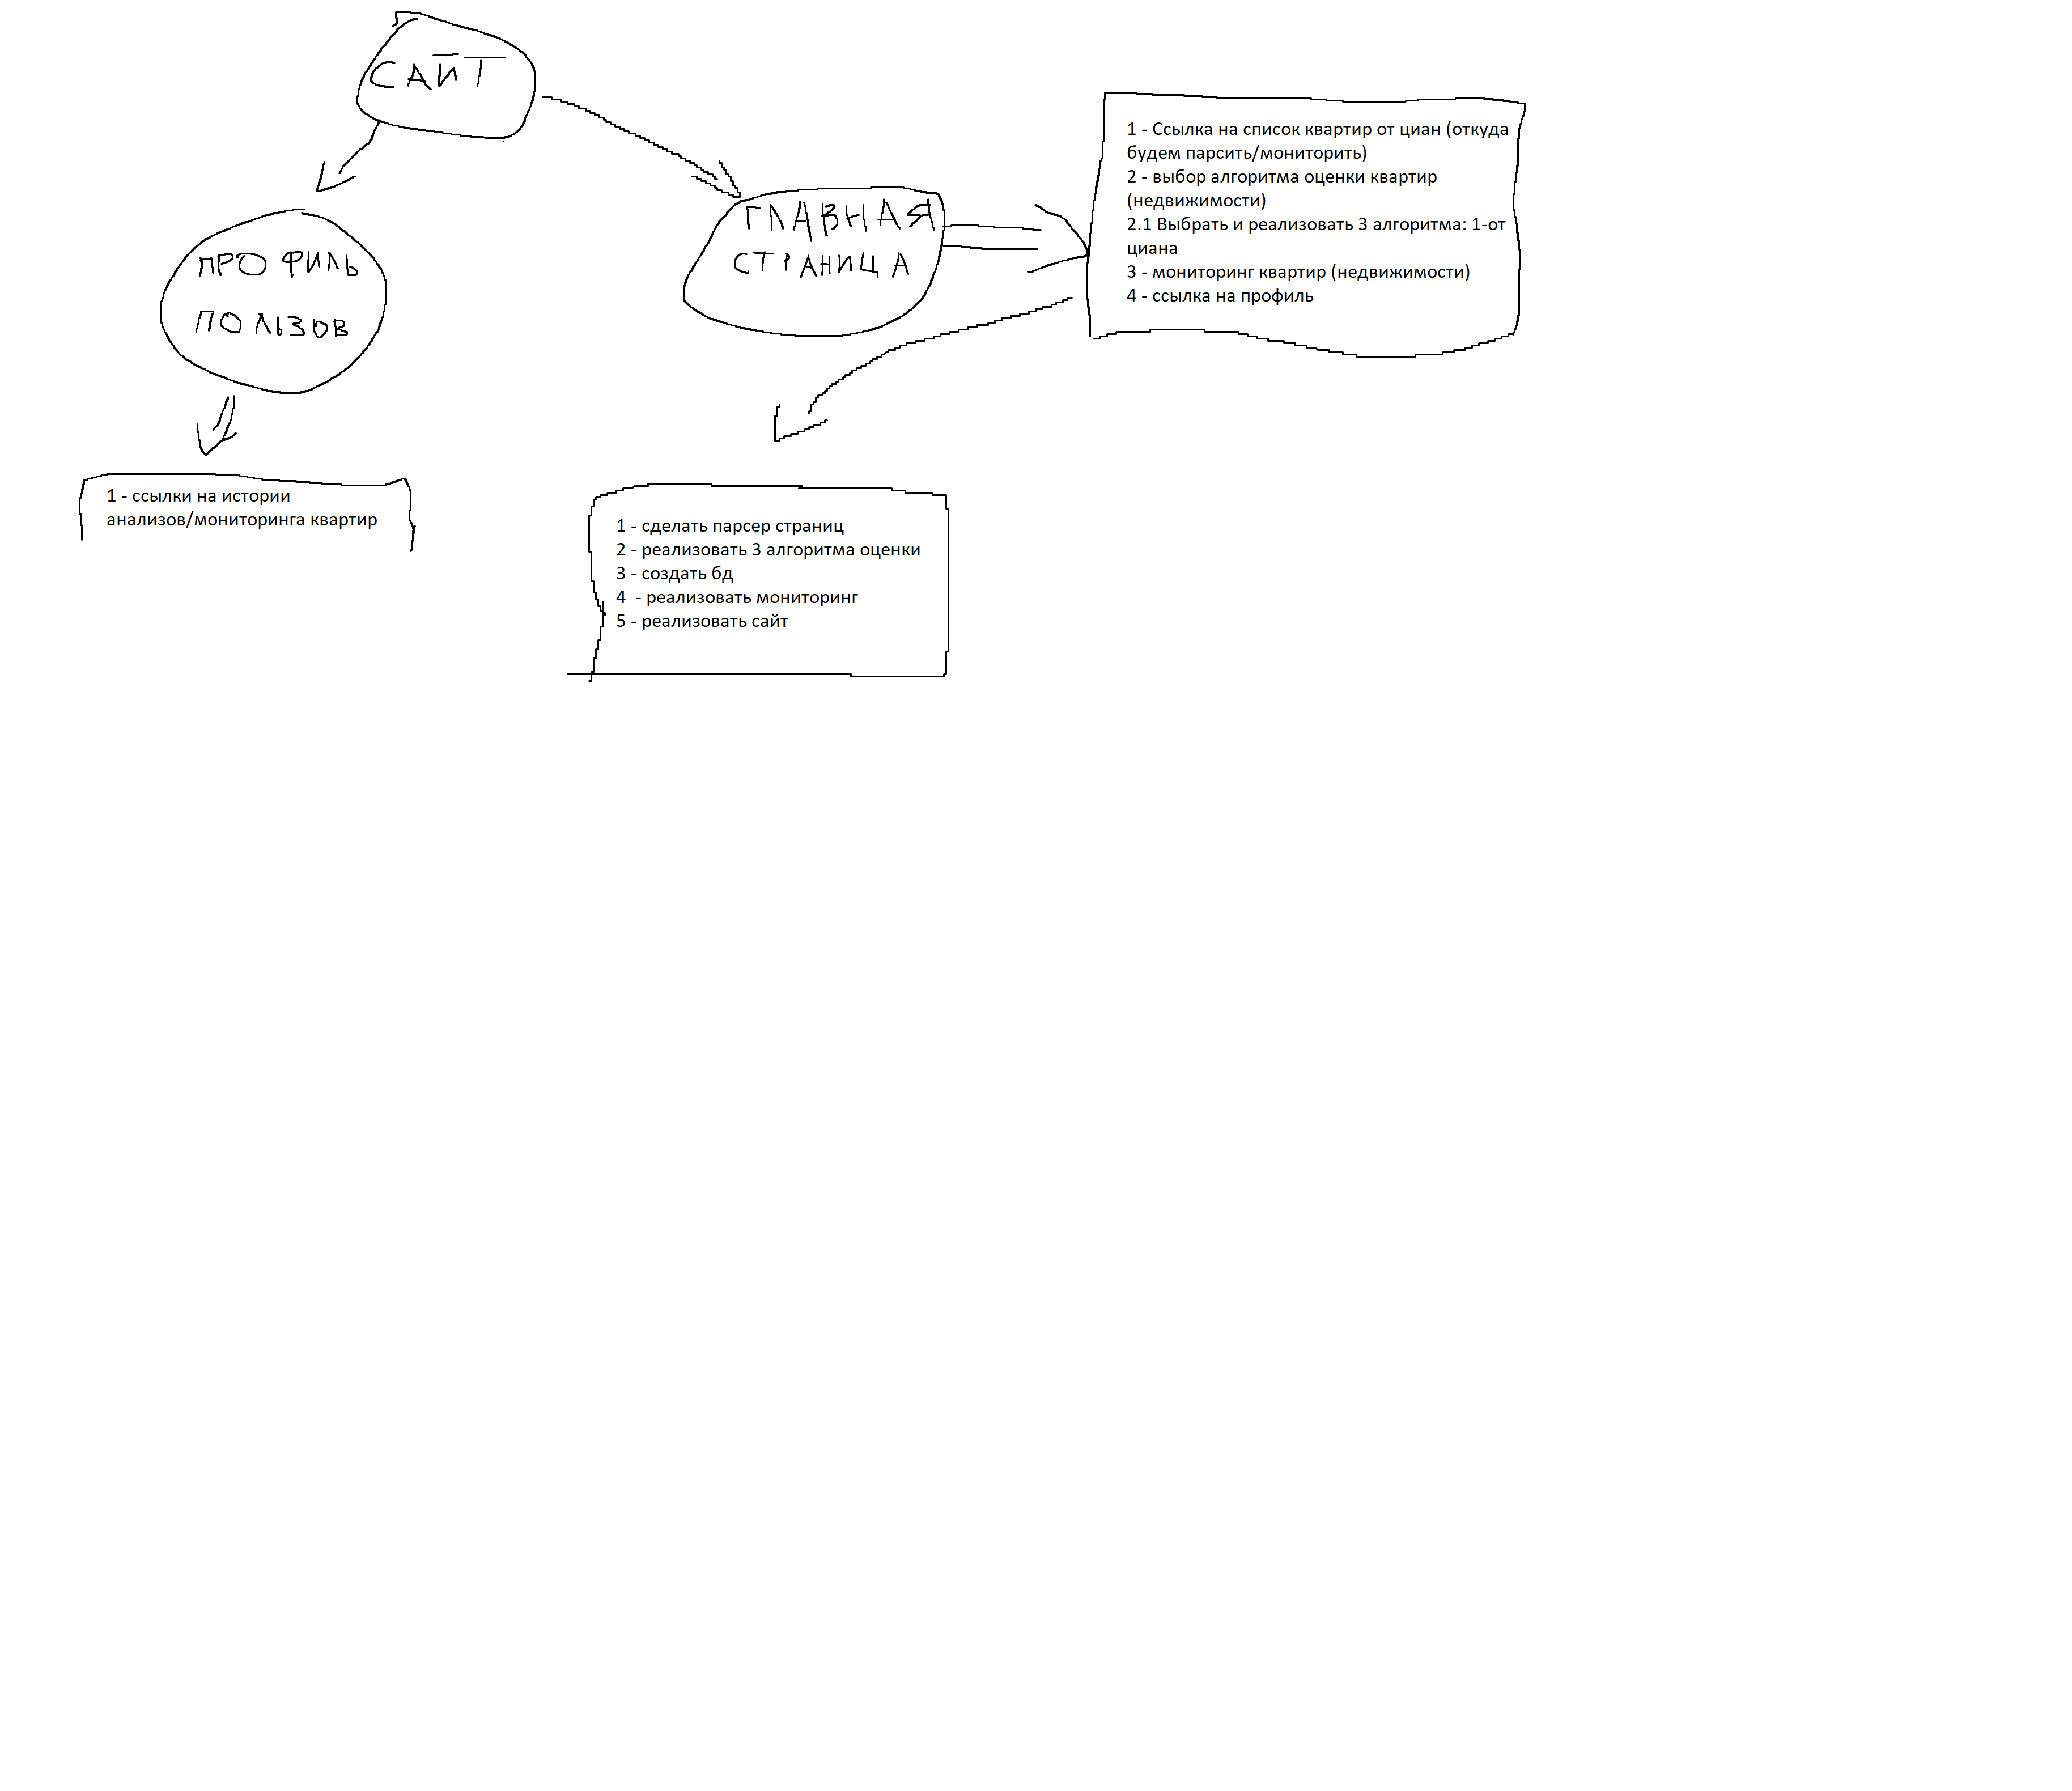 САЙТ
ПРОФИЛЬ
ПОЛЬЗОВ
ГЛАВНАЯ
СТРАНИЦА
1 - Ссылка на список квартир от циан (откуда
будем парсить/мониторить)
2 - выбор алгоритма оценки квартир
(недвижимости)
2.1 Выбрать и реализовать 3 алгоритма: 1-от
циана
3 - мониторинг квартир (недвижимости)
4 - ссылка на профиль
1 - ссылки на истории
анализов/мониторинга квартир
1 - сделать парсер страниц
2 - реализовать 3 алгоритма оценки
3 - создать бд
4  - реализовать мониторинг
5 - реализовать сайт